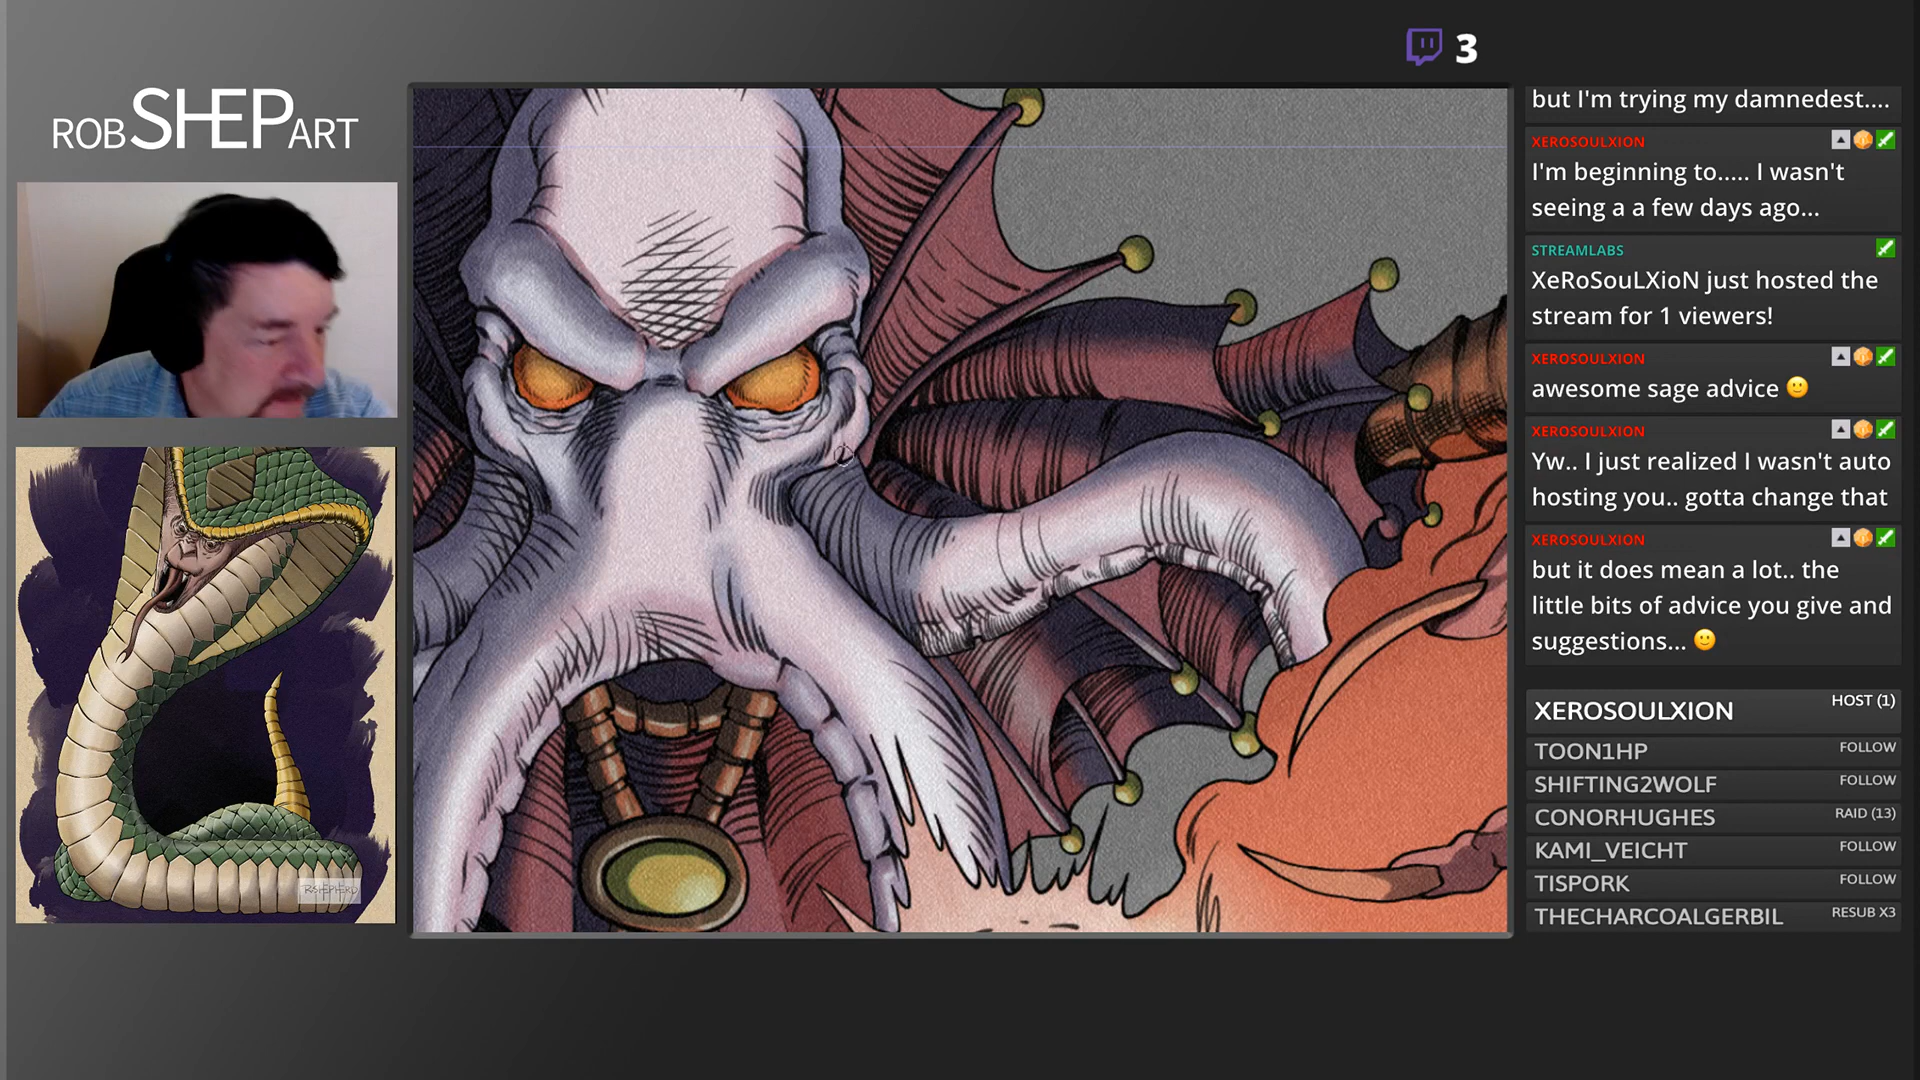 3
ROBSHEPART
but I'm trying my damnedest....
XEROSOULXION
I'm beginning to..... I wasn't
seeing a a few days ago...
STREAMLABS
XeRoSouLXioN just hosted the
stream for 1 viewers!
XEROSOULXION
awesome sage advice
XEROSOULXION
Yw.. I just realized I wasn't auto
hosting you.. gotta change that
XEROSOULXION
but it does mean a lot.. the
little bits of advice you give and
suggestions...
XEROSOULXION HOST (1)
TOON1HP FOLLOW
SHIFTING2WOLF FOLLOW
CONORHUGHES RAID (13)
KAMI_VEICHT FOLLOW
TISPORK FOLLOW
THECHARCOALGERBIL RESUB X3
RSHEPHERD